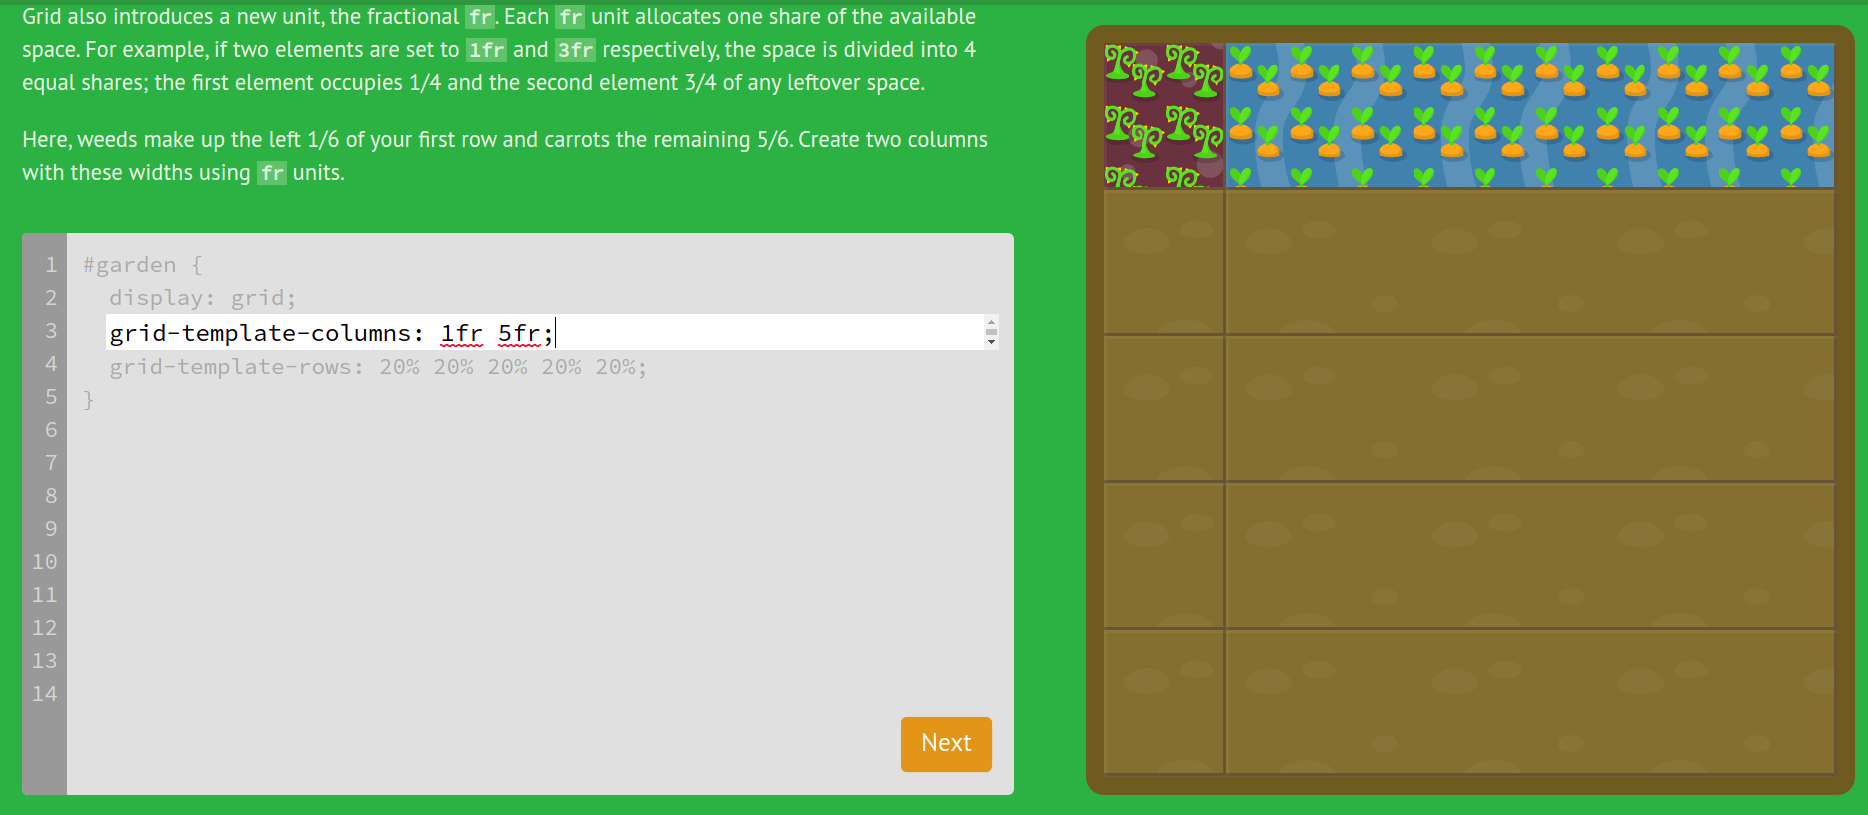 Grid also introduces a new unit, the fractional fr. Each fr unit allocates one share of the available
space. For example, if two elements are set to 1fr and 3fr respectively, the space is divided into 4
equal shares; the first element occupies 1/4 and the second element 3/4 of any leftover space.
Here, weeds make up the left 1/6 of your first row and carrots the remaining 5/6. Create two columns
with these widths using fr units.
1 #garden {
2 display: grid;
3 grid-template-columns: 1fr 5fr;
4 grid-template-rows: 20% 20% 20% 20% 20%;
5 }
6
7
8
9
10
11
12
13
14
Next